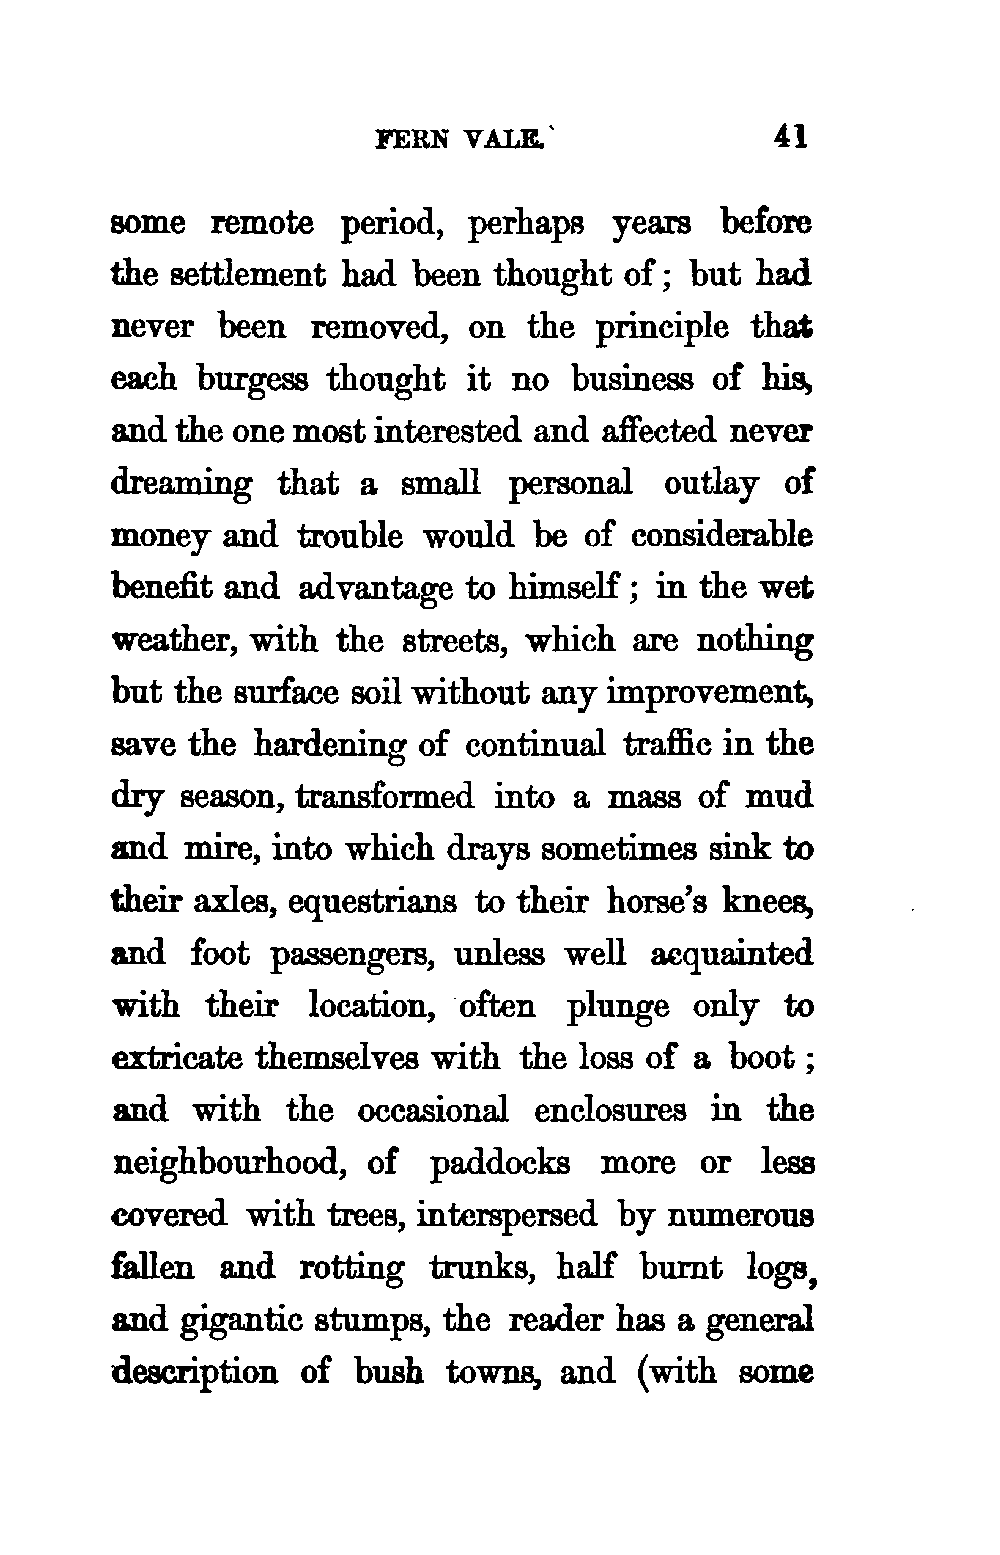 FERN VALE. 41
some remote period, perhaps years before
the settlement had been thought of; but had
never been removed, on the principle that
each burgess thought it no business of his,
and the one most interested and affected never
dreaming that a small personal outlay of
money and trouble would be of considerable
benefit and advantage to himself; in the wet
weather, with the streets, which are nothing
but the surface soil without any improvement,
save the hardening of continual traffic in the
dry season, transformed into a mass of mud
and mire, into which drays sometimes sink to
their axles, equestrians to their horse's knees,
and foot passengers, unless well acquainted
with their location, often plunge only to
extricate themselves with the loss of a boot;
and with the occasional enclosures in the
neighbourhood, of paddocks more or less
covered with trees, interspersed by numerous
fallen and rotting trunks, half burnt logs,
and gigantic stumps, the reader has a general
description of bush towns, and (with some